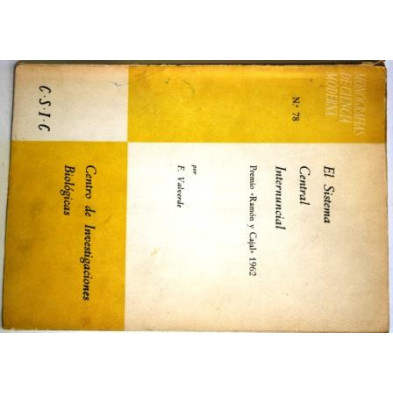 MONOGRAFIAS
DE CIENCIA
MODERNA
N.º 78
El Sistema
Central
Internuncial
Premio «Ramón y Cajal» 1962
por
F. Valverde
C·S·I·C
Centro de Investigaciones
Biológicas